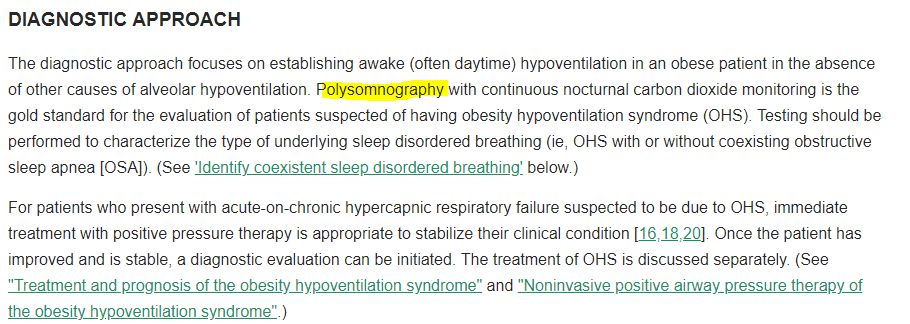 DIAGNOSTIC APPROACH
The diagnostic approach focuses on establishing awake (often daytime) hypoventilation in an obese patient in the absence
of other causes of alveolar hypoventilation. Polysomnography with continuous nocturnal carbon dioxide monitoring is the
gold standard for the evaluation of patients suspected of having obesity hypoventilation syndrome (OHS). Testing should be
performed to characterize the type of underlying sleep disordered breathing (ie, OHS with or without coexisting obstructive
sleep apnea [OSA]). (See 'Identify coexistent sleep disordered breathing' below.)
For patients who present with acute-on-chronic hypercapnic respiratory failure suspected to be due to OHS, immediate
treatment with positive pressure therapy is appropriate to stabilize their clinical condition [16,18,20]. Once the patient has
improved and is stable, a diagnostic evaluation can be initiated. The treatment of OHS is discussed separately. (See
"Treatment and prognosis of the obesity hypoventilation syndrome" and "Noninvasive positive airway pressure therapy of
the obesity hypoventilation syndrome".)